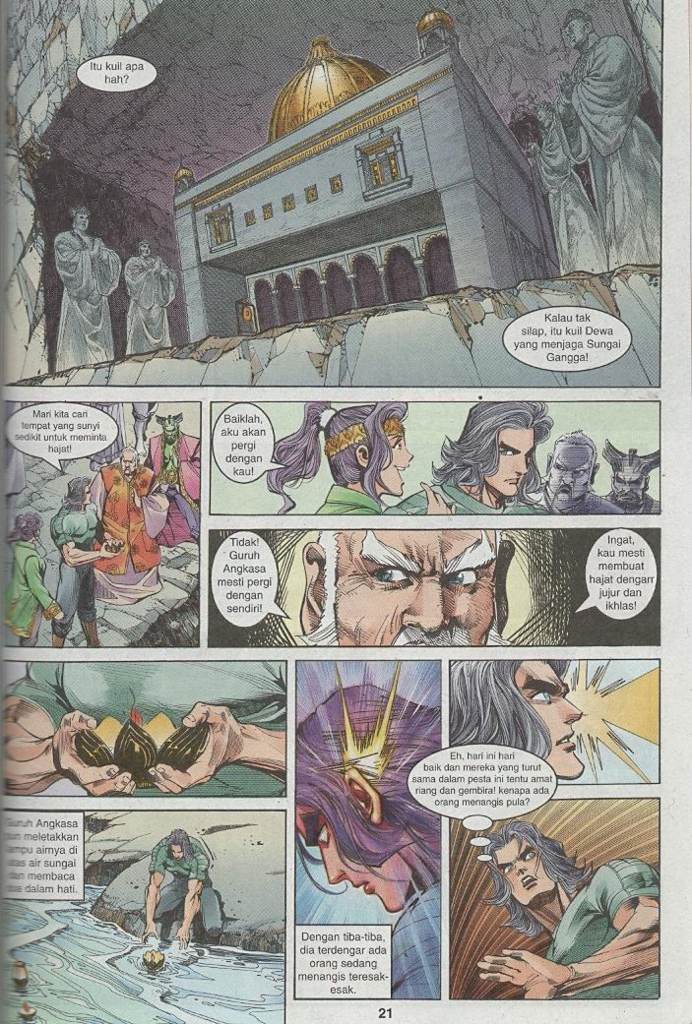 Itu kuil apa
hah?
Kalau tak
silap, itu kuil Dewa
yang menjaga Sungai
Gangga!
Mari kita cari
tempat yang sunyi
sedikit untuk meminta
hajat!
Baiklah,
aku akan
pergi
dengan
kau!
Tidak!
Guruh
Angkasa
mesti pergi
dengan
sendiri!
Ingat,
kau mesti
membuat
hajat dengan
jujur dan
ikhlas!
Guruh Angkasa
meletakkan
airnya di
air sungai
dan membaca
dalam hati.
Dengan tiba-tiba,
dia terdengar ada
orang sedang
menangis teresak-
esak.
Eh, hari ini hari
baik dan mereka yang turut
sama dalam pesta ini tentu amat
riang dan gembira! kenapa ada
orang menangis pula?
21